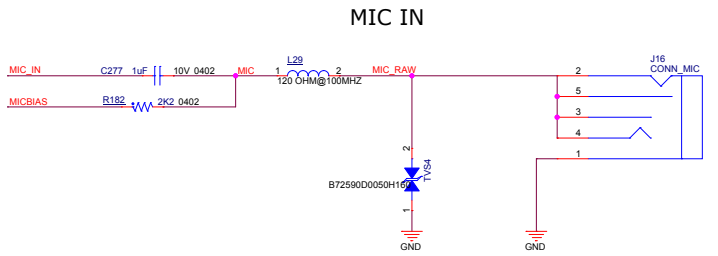 MIC IN
J16
CONN_MIC
MIC_IN
C277 1uF 10V 0402
MIC
1 L29 2
120 OHM@100MHZ
MIC_RAW
2
5
3
4
1
MICBIAS
R182 2K2 0402
2
TVS4
B72590D0050H160
1
GND
GND